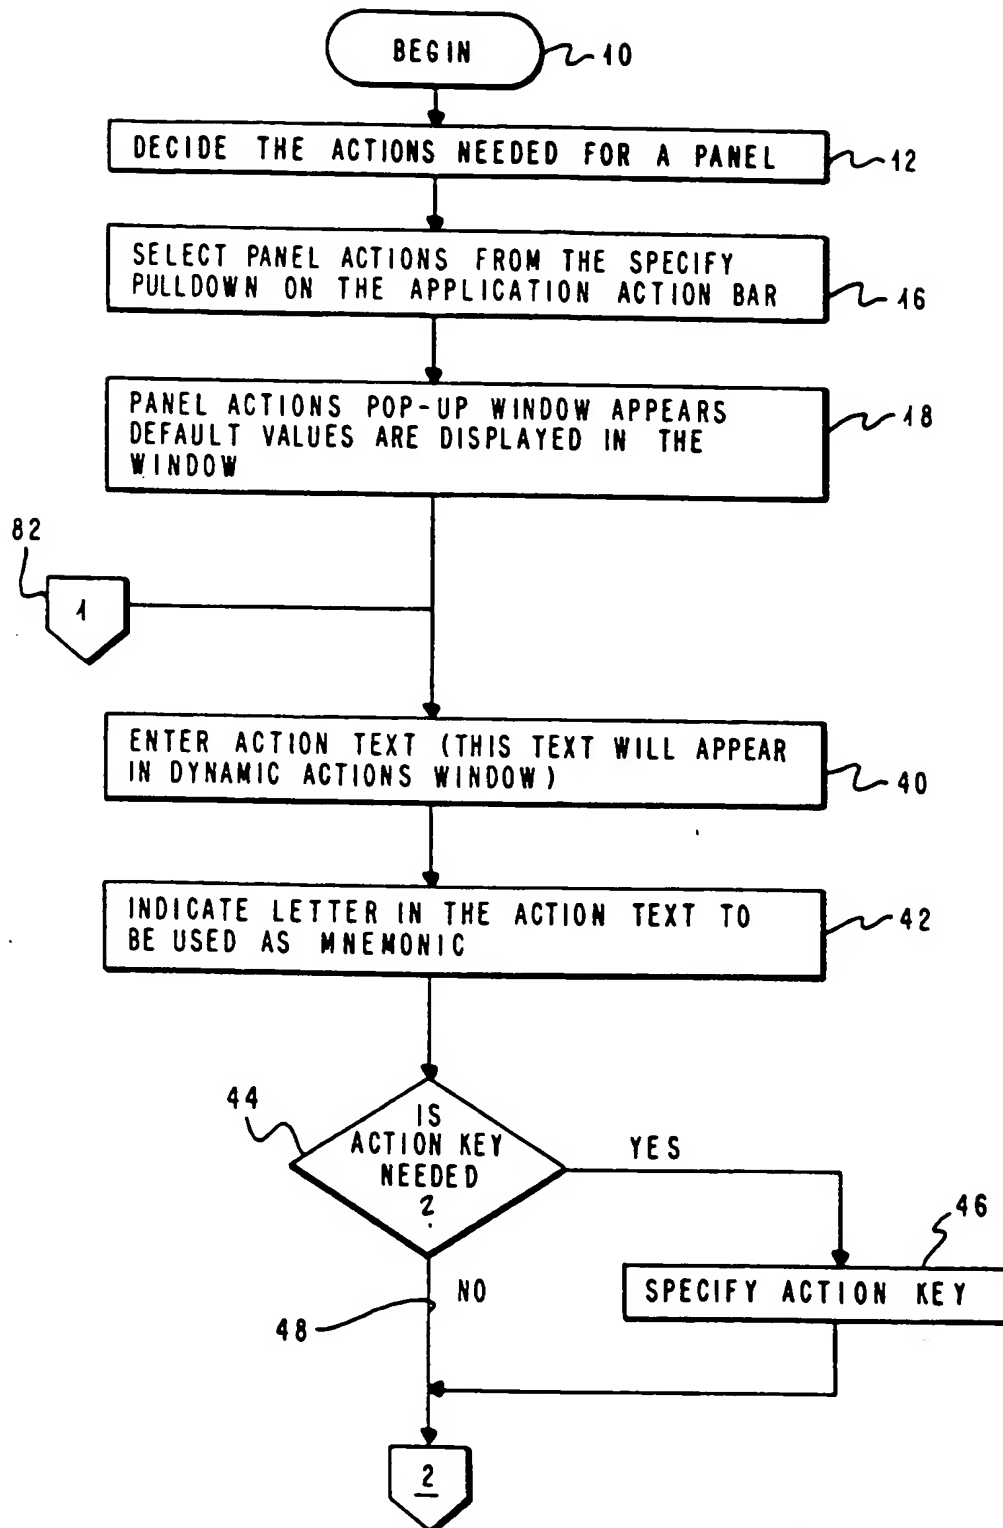 BEGIN
10
DECIDE THE ACTIONS NEEDED FOR A PANEL
12
SELECT PANEL ACTIONS FROM THE SPECIFY
PULLDOWN ON THE APPLICATION ACTION BAR
16
PANEL ACTIONS POP-UP WINDOW APPEARS
DEFAULT VALUES ARE DISPLAYED IN THE
WINDOW
18
82
1
ENTER ACTION TEXT (THIS TEXT WILL APPEAR
IN DYNAMIC ACTIONS WINDOW)
40
INDICATE LETTER IN THE ACTION TEXT TO
BE USED AS MNEMONIC
42
44
IS
ACTION KEY
NEEDED
?
YES
46
SPECIFY ACTION KEY
NO
48
2